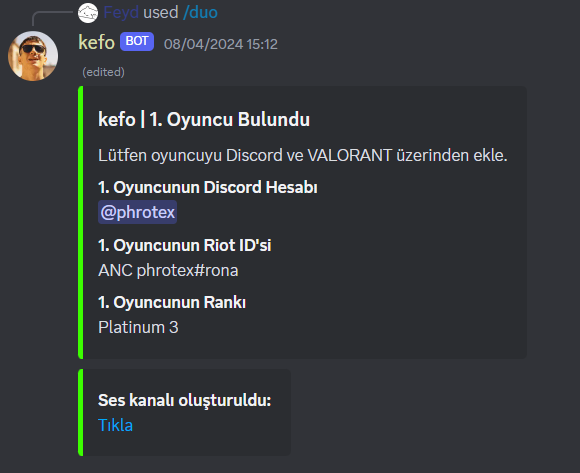 Feyd used /duo
kefo BOT 08/04/2024 15:12
(edited)
kefo | 1. Oyuncu Bulundu
Lütfen oyuncuyu Discord ve VALORANT üzerinden ekle.
1. Oyuncunun Discord Hesabı
@phrotex
1. Oyuncunun Riot ID'si
ANC phrotex#rona
1. Oyuncunun Rankı
Platinum 3
Ses kanalı oluşturuldu:
Tıkla